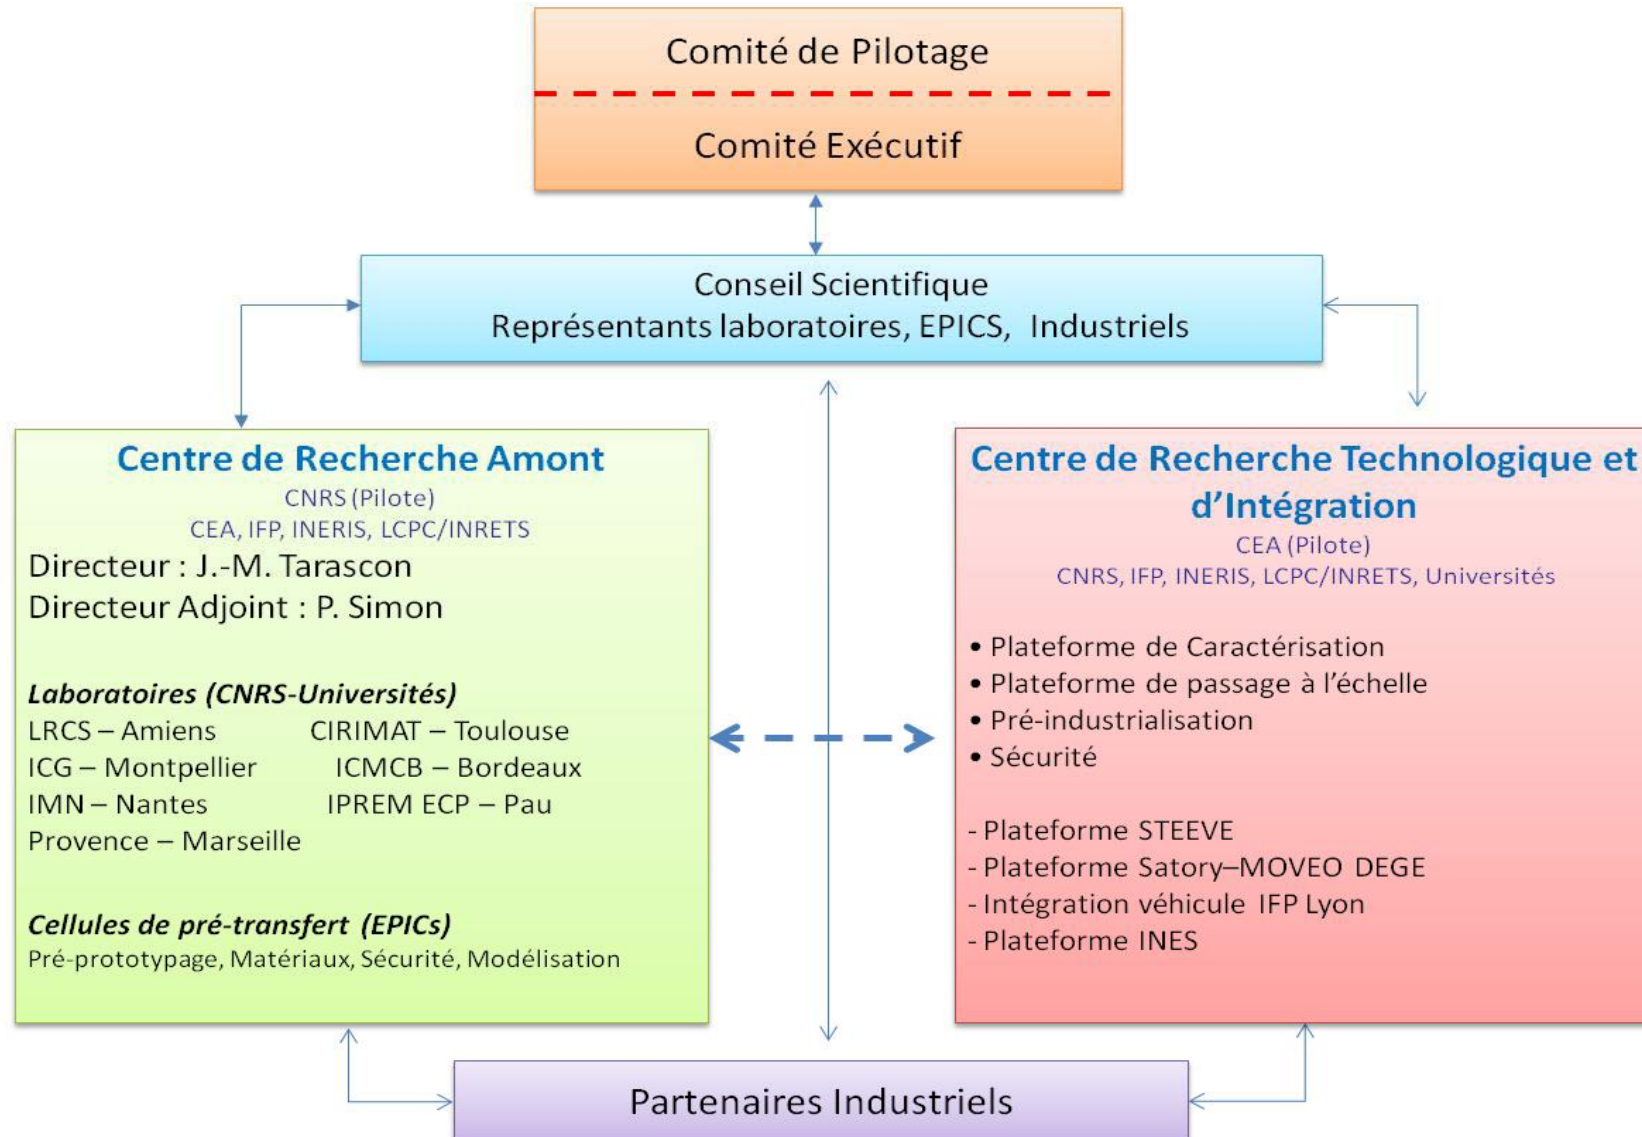 Comité de Pilotage
Comité Exécutif
Conseil Scientifique
Représentants laboratoires, EPICS, Industriels
Centre de Recherche Amont
CNRS (Pilote)
CEA, IFP, INERIS, LCPC/INRETS
Directeur : J.-M. Tarascon
Directeur Adjoint : P. Simon
Laboratoires (CNRS-Universités)
LRCS – Amiens CIRIMAT – Toulouse
ICG – Montpellier ICMCB – Bordeaux
IMN – Nantes IPREM ECP – Pau
Provence – Marseille
Cellules de pré-transfert (EPICs)
Pré-prototypage, Matériaux, Sécurité, Modélisation
Centre de Recherche Technologique et
d’Intégration
CEA (Pilote)
CNRS, IFP, INERIS, LCPC/INRETS, Universités
• Plateforme de Caractérisation
• Plateforme de passage à l’échelle
• Pré-industrialisation
• Sécurité
- Plateforme STEEVE
- Plateforme Satory–MOVEO DEGE
- Intégration véhicule IFP Lyon
- Plateforme INES
Partenaires Industriels